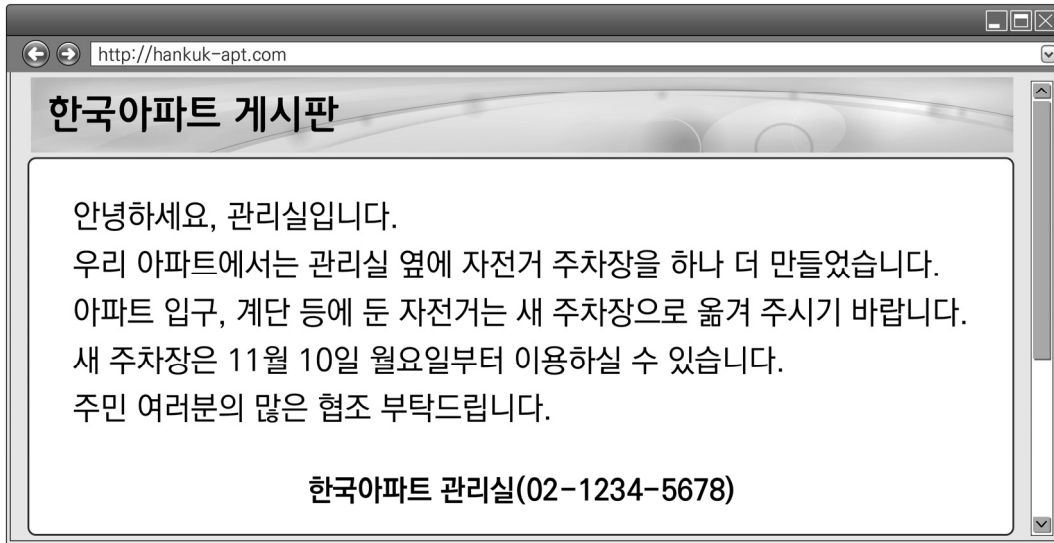 http://hankuk-apt.com
한국아파트 게시판
안녕하세요, 관리실입니다.
우리 아파트에서는 관리실 옆에 자전거 주차장을 하나 더 만들었습니다.
아파트 입구, 계단 등에 둔 자전거는 새 주차장으로 옮겨 주시기 바랍니다.
새 주차장은 11월 10일 월요일부터 이용하실 수 있습니다.
주민 여러분의 많은 협조 부탁드립니다.
한국아파트 관리실(02-1234-5678)